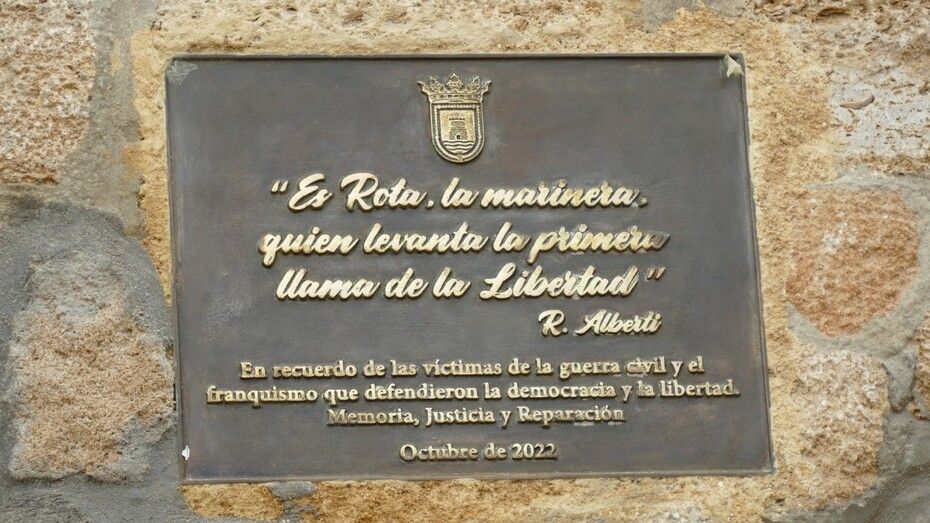 “Es Rota, la marinera,
quien levanta la primera
llama de la Libertad”
R. Alberti
En recuerdo de las víctimas de la guerra civil y el
franquismo que defendieron la democracia y la libertad.
Memoria, Justicia y Reparación
Octubre de 2022